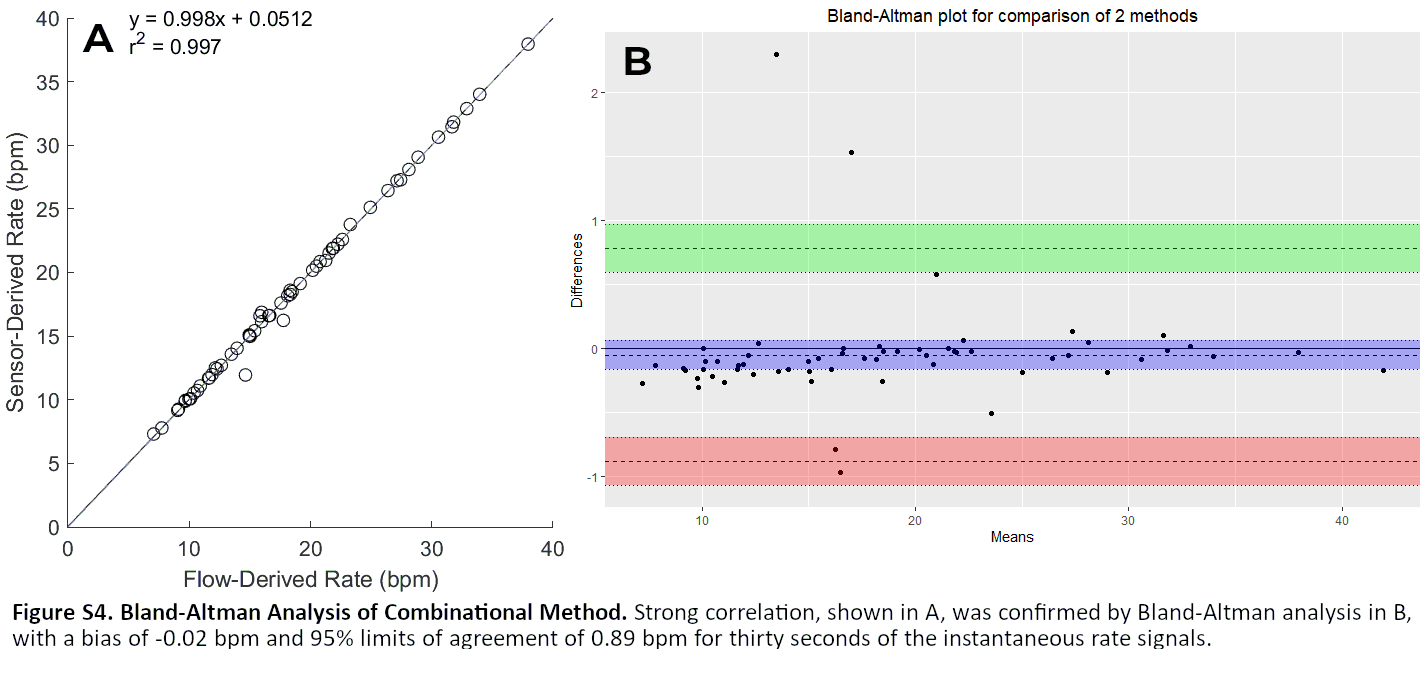 A
y = 0.998x + 0.0512
r2 = 0.997
40
35
30
25
20
15
10
5
0
0 10 20 30 40
Sensor-Derived Rate (bpm)
Flow-Derived Rate (bpm)
Bland-Altman plot for comparison of 2 methods
B
2
1
0
-1
Differences
10 20 30 40
Means
Figure S4. Bland-Altman Analysis of Combinational Method. Strong correlation, shown in A, was confirmed by Bland-Altman analysis in B,
with a bias of -0.02 bpm and 95% limits of agreement of 0.89 bpm for thirty seconds of the instantaneous rate signals.